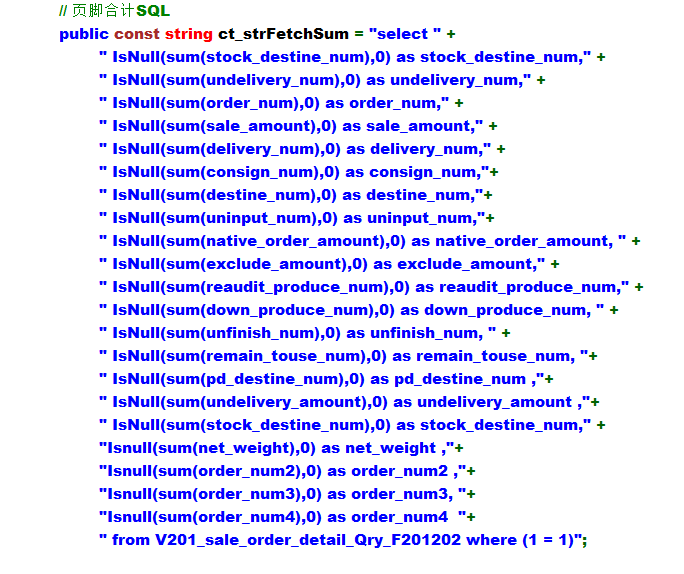 // 页脚合计SQL
public const string ct_strFetchSum = "select " +
" IsNull(sum(stock_destine_num),0) as stock_destine_num," +
" IsNull(sum(undelivery_num),0) as undelivery_num," +
" IsNull(sum(order_num),0) as order_num," +
" IsNull(sum(sale_amount),0) as sale_amount," +
" IsNull(sum(delivery_num),0) as delivery_num," +
" IsNull(sum(consign_num),0) as consign_num,"+
" IsNull(sum(destine_num),0) as destine_num,"+
" IsNull(sum(uninput_num),0) as uninput_num,"+
" IsNull(sum(native_order_amount),0) as native_order_amount, " +
" IsNull(sum(exclude_amount),0) as exclude_amount," +
" IsNull(sum(reaudit_produce_num),0) as reaudit_produce_num," +
" IsNull(sum(down_produce_num),0) as down_produce_num, " +
" IsNull(sum(unfinish_num),0) as unfinish_num, " +
" IsNull(sum(remain_touse_num),0) as remain_touse_num, "+
" IsNull(sum(pd_destine_num),0) as pd_destine_num ,"+
" IsNull(sum(undelivery_amount),0) as undelivery_amount ,"+
" IsNull(sum(stock_destine_num),0) as stock_destine_num," +
"Isnull(sum(net_weight),0) as net_weight ,"+
"Isnull(sum(order_num2),0) as order_num2 ,"+
"Isnull(sum(order_num3),0) as order_num3, "+
"Isnull(sum(order_num4),0) as order_num4  "+
" from V201_sale_order_detail_Qry_F201202 where (1 = 1)";